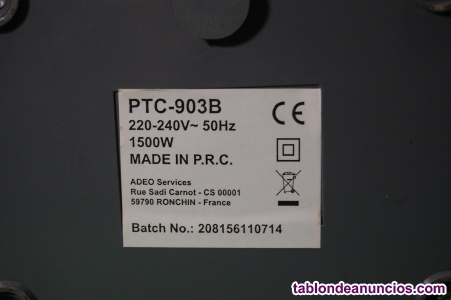 PTC-903B
220-240V~ 50Hz
1500W
MADE IN P.R.C.
ADEO Services
Rue Sadi Carnot - CS 00001
59790 RONCHIN - France
Batch No.: 208156110714
CE
tablondeanuncios.com